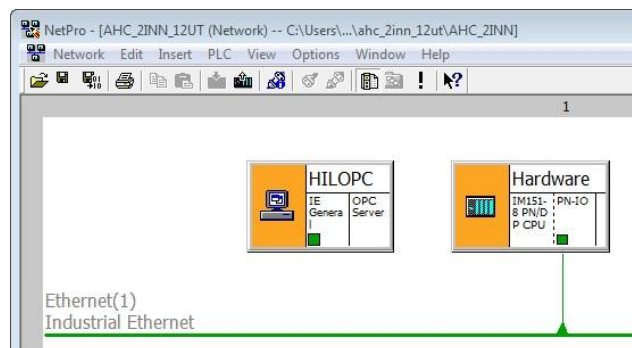 NetPro - [AHC_2INN_12UT (Network) -- C:\Users\...\ahc_2inn_12ut\AHC_2INN]
Network Edit Insert PLC View Options Window Help
1
HILOPC
IE Genera l
OPC Server
Hardware
IM151-8 PN/DP CPU
PN-IO
Ethernet(1)
Industrial Ethernet